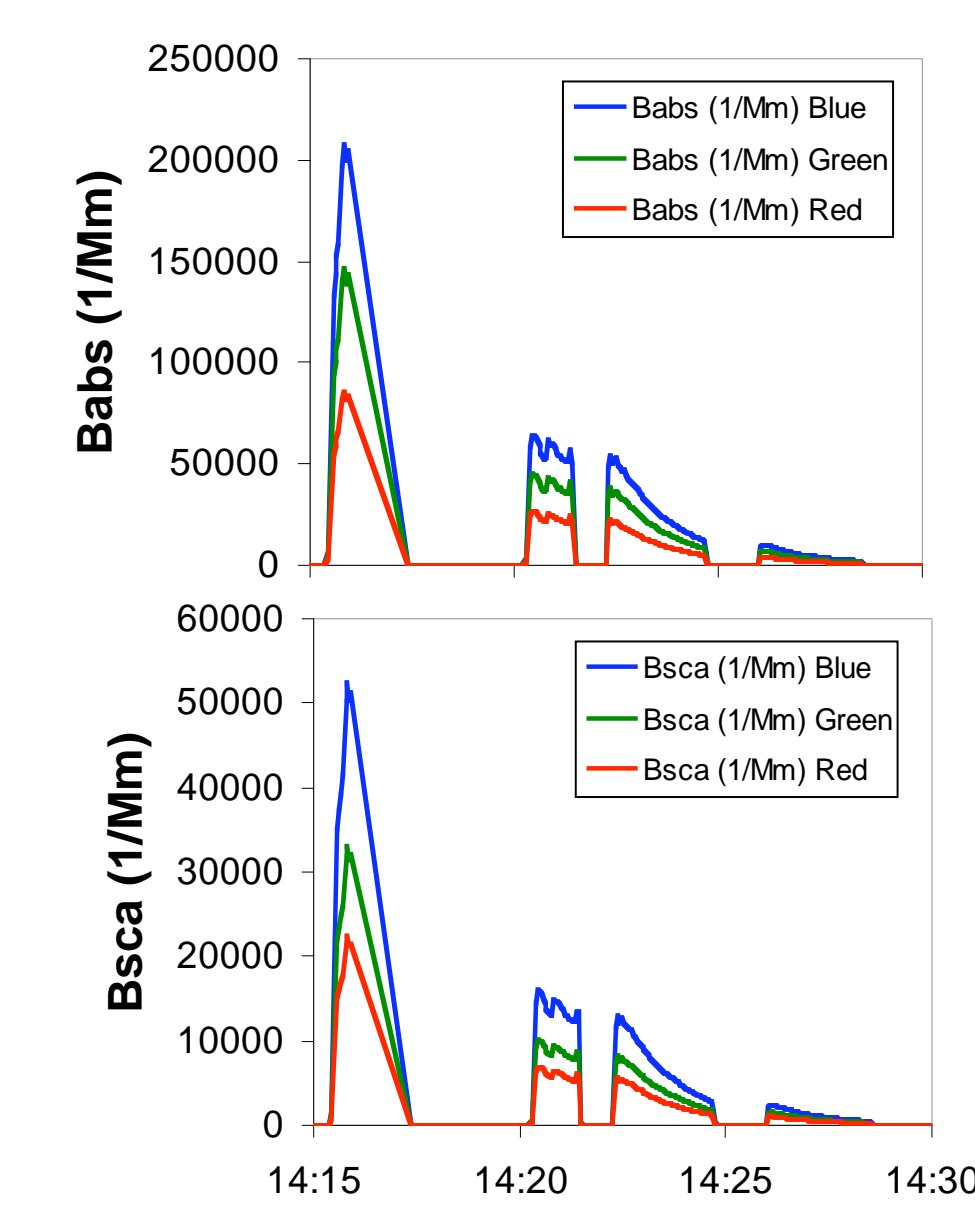 250000
200000
150000
100000
50000
0
Babs (1/Mm)
Babs (1/Mm) Blue
Babs (1/Mm) Green
Babs (1/Mm) Red
60000
50000
40000
30000
20000
10000
0
Bsca (1/Mm)
Bsca (1/Mm) Blue
Bsca (1/Mm) Green
Bsca (1/Mm) Red
14:15 14:20 14:25 14:30